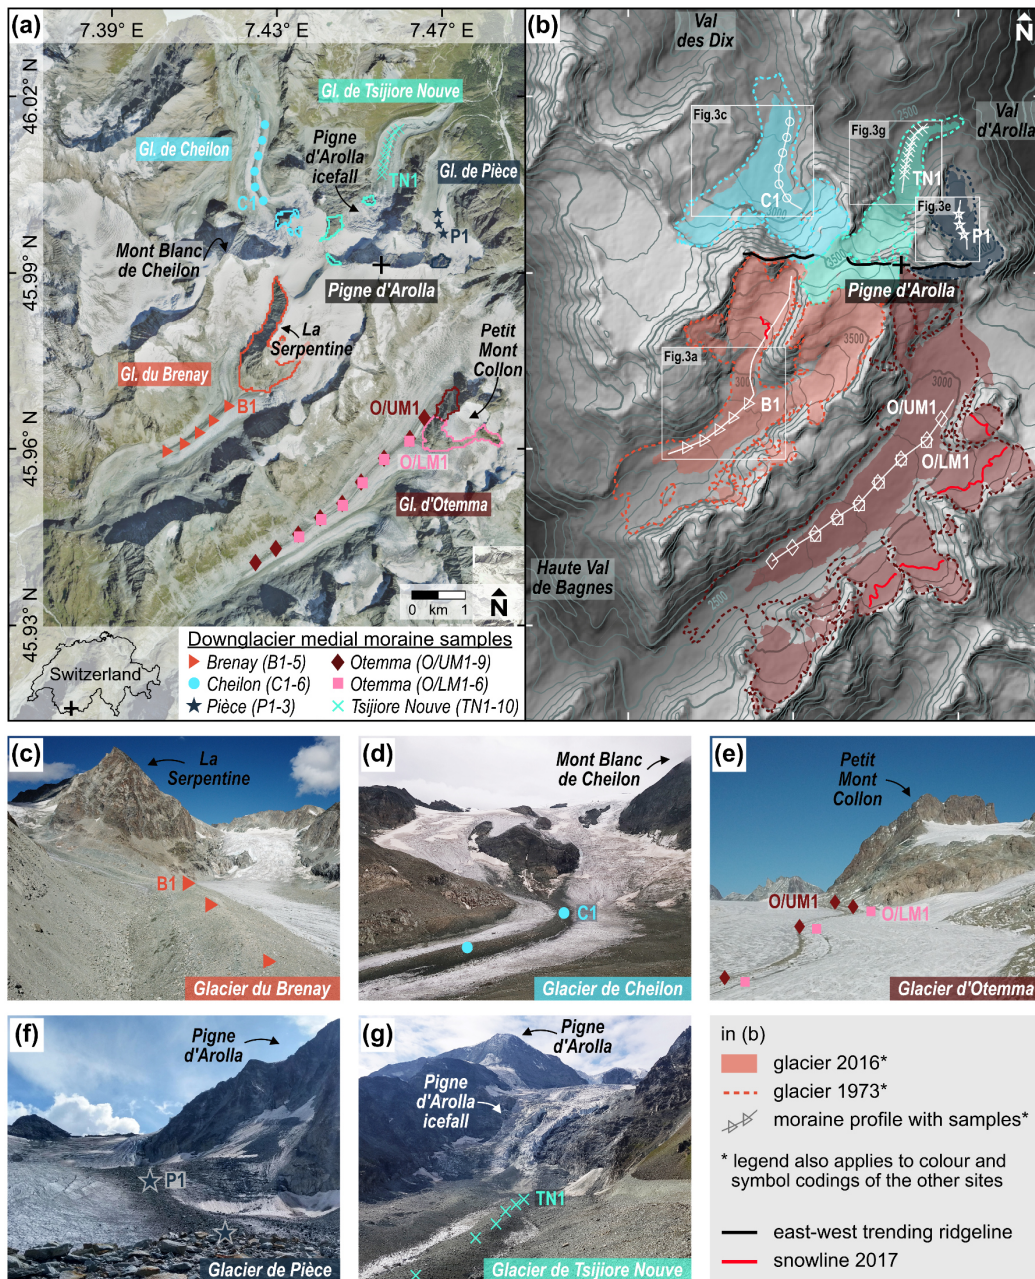 (a)
7.39° E
7.43° E
7.47° E
46.02° N
45.99° N
45.96° N
45.93° N
Gl. de Tsijiore Nouve
Gl. de Cheilon
Pigne
d'Arolla
icefall
TN1
Gl. de Pièce
C1
P1
Mont Blanc
de Cheilon
Pigne d'Arolla
La
Serpentine
Petit
Mont
Collon
Gl. du Brenay
B1
O/UM1
O/LM1
Gl. d'Otemma
0 km 1
N
Switzerland
Downglacier medial moraine samples
Brenay (B1-5)
Cheilon (C1-6)
Pièce (P1-3)
Otemma (O/UM1-9)
Otemma (O/LM1-6)
Tsijiore Nouve (TN1-10)
(b)
Val
des Dix
N
2500
Val
d'Arolla
Fig.3c
Fig.3g
TN1
Fig.3e
C1
P1
3000
3500
Pigne d'Arolla
Fig.3a
3500
3000
B1
3000
O/UM1
O/LM1
Haute Val
de Bagnes
2500
(c)
La
Serpentine
B1
Glacier du Brenay
(d)
Mont Blanc
de Cheilon
C1
Glacier de Cheilon
(e)
Petit
Mont
Collon
O/UM1
O/LM1
Glacier d'Otemma
(f)
Pigne
d'Arolla
P1
Glacier de Pièce
(g)
Pigne
d'Arolla
Pigne
d'Arolla
icefall
TN1
Glacier de Tsijiore Nouve
in (b)
glacier 2016*
glacier 1973*
moraine profile with samples*
* legend also applies to colour and
symbol codings of the other sites
east-west trending ridgeline
snowline 2017